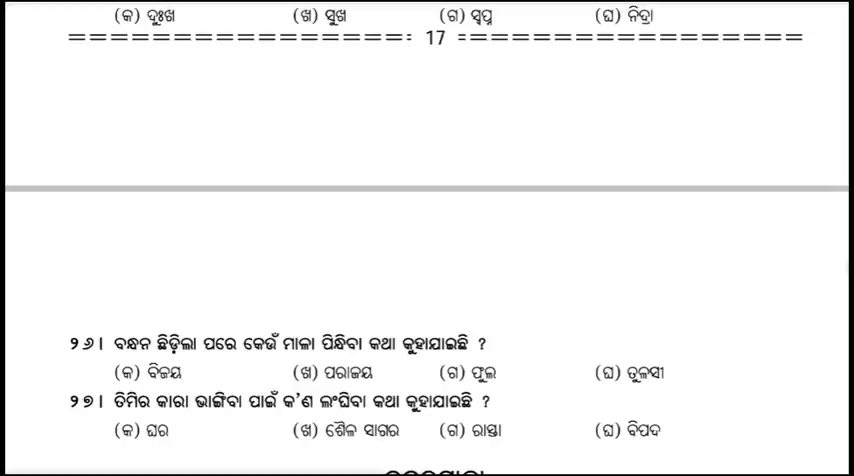 (କ) ଦୁଃଖ (ଖ) ସୁଖ (ଗ) ସ୍ୱପ୍ନ (ଘ) ନିଦ୍ରା
================: 17 =================
୨୬। ବନ୍ଧନ ଛିଡ଼ିଲା ପରେ କେଉଁ ମାଳା ପିନ୍ଧିବା କଥା କୁହାଯାଇଛି ?
(କ) ବିଜୟ (ଖ) ପରାଜୟ (ଗ) ଫୁଲ (ଘ) ତୁଳସୀ
୨୭। ତିମିର କାରା ଭାଙ୍ଗିବା ପାଇଁ କ'ଣ ଲଂଘିବା କଥା କୁହାଯାଇଛି ?
(କ) ଘର (ଖ) ଶୈଳ ସାଗର (ଗ) ରାସ୍ତା (ଘ) ବିପଦ